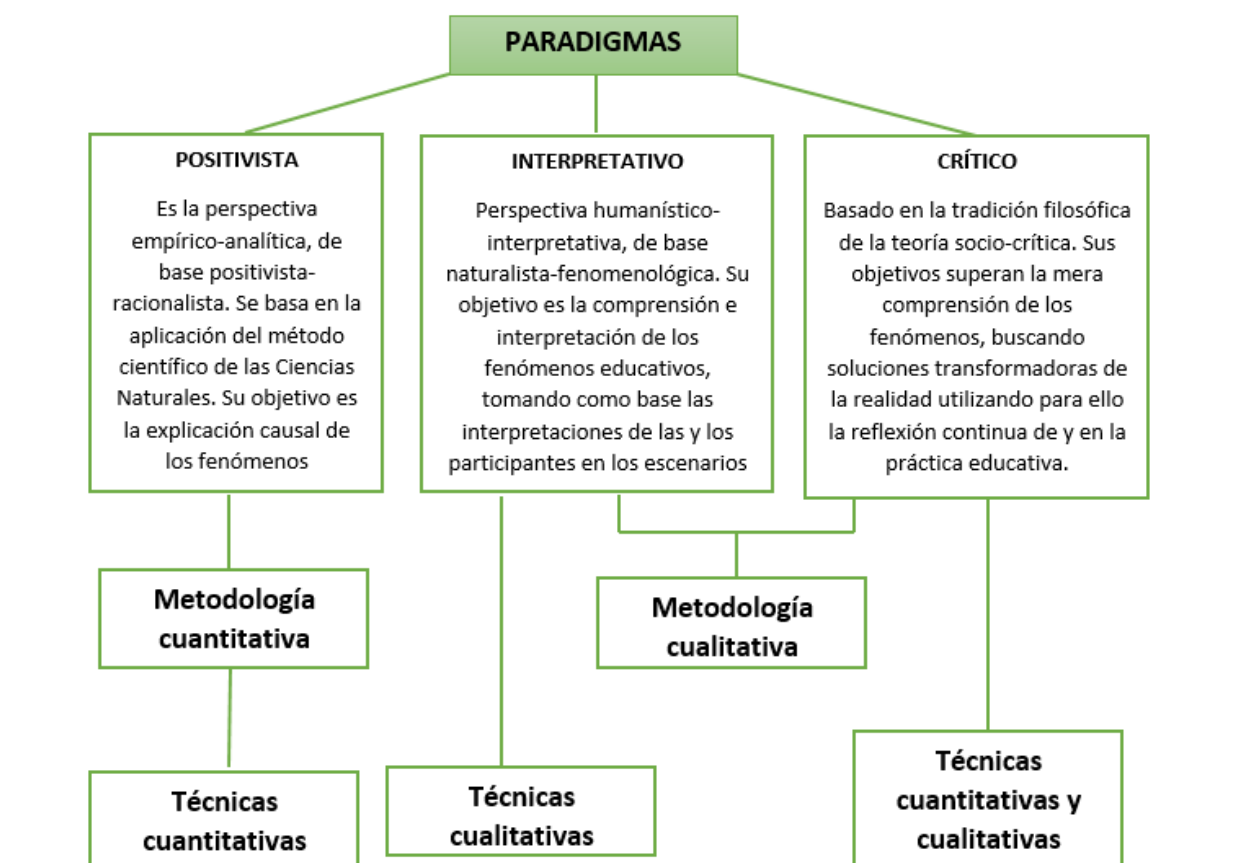 PARADIGMAS
POSITIVISTA
Es la perspectiva
empírico-analítica, de
base positivista-
racionalista. Se basa en la
aplicación del método
científico de las Ciencias
Naturales. Su objetivo es
la explicación causal de
los fenómenos
INTERPRETATIVO
Perspectiva humanístico-
interpretativa, de base
naturalista-fenomenológica. Su
objetivo es la comprensión e
interpretación de los
fenómenos educativos,
tomando como base las
interpretaciones de las y los
participantes en los escenarios
CRÍTICO
Basado en la tradición filosófica
de la teoría socio-crítica. Sus
objetivos superan la mera
comprensión de los
fenómenos, buscando
soluciones transformadoras de
la realidad utilizando para ello
la reflexión continua de y en la
práctica educativa.
Metodología
cuantitativa
Metodología
cualitativa
Técnicas
cuantitativas
Técnicas
cualitativas
Técnicas
cuantitativas y
cualitativas